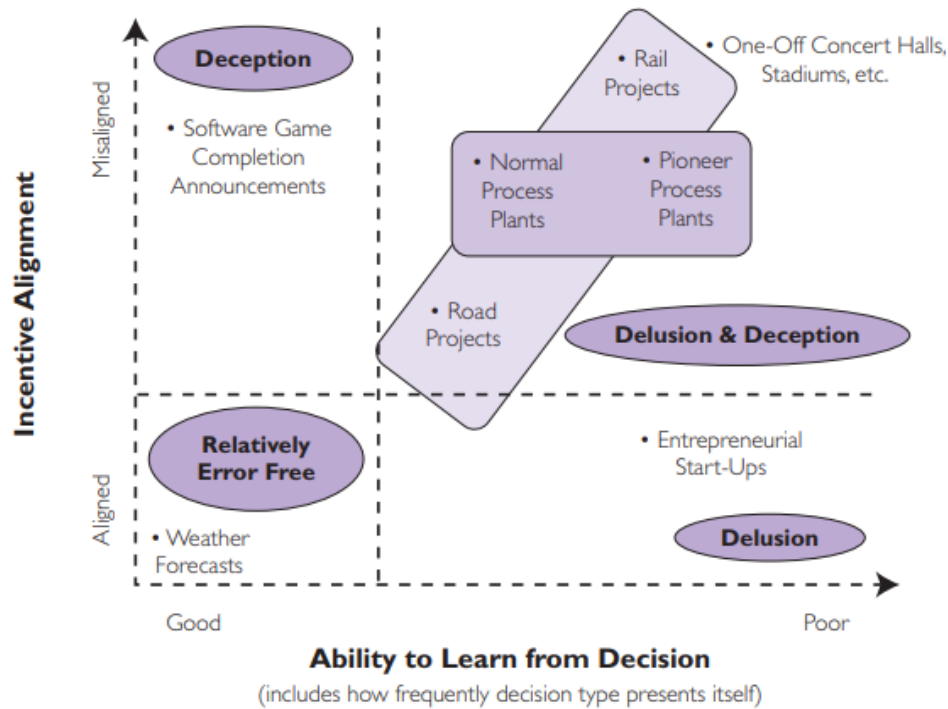 Incentive Alignment
Misaligned
Aligned
Deception
• Software Game
Completion
Announcements
• Rail
Projects
• One-Off Concert Halls,
Stadiums, etc.
• Normal
Process
Plants
• Pioneer
Process
Plants
• Road
Projects
Delusion & Deception
Relatively
Error Free
• Weather
Forecasts
• Entrepreneurial
Start-Ups
Delusion
Good
Poor
Ability to Learn from Decision
(includes how frequently decision type presents itself)